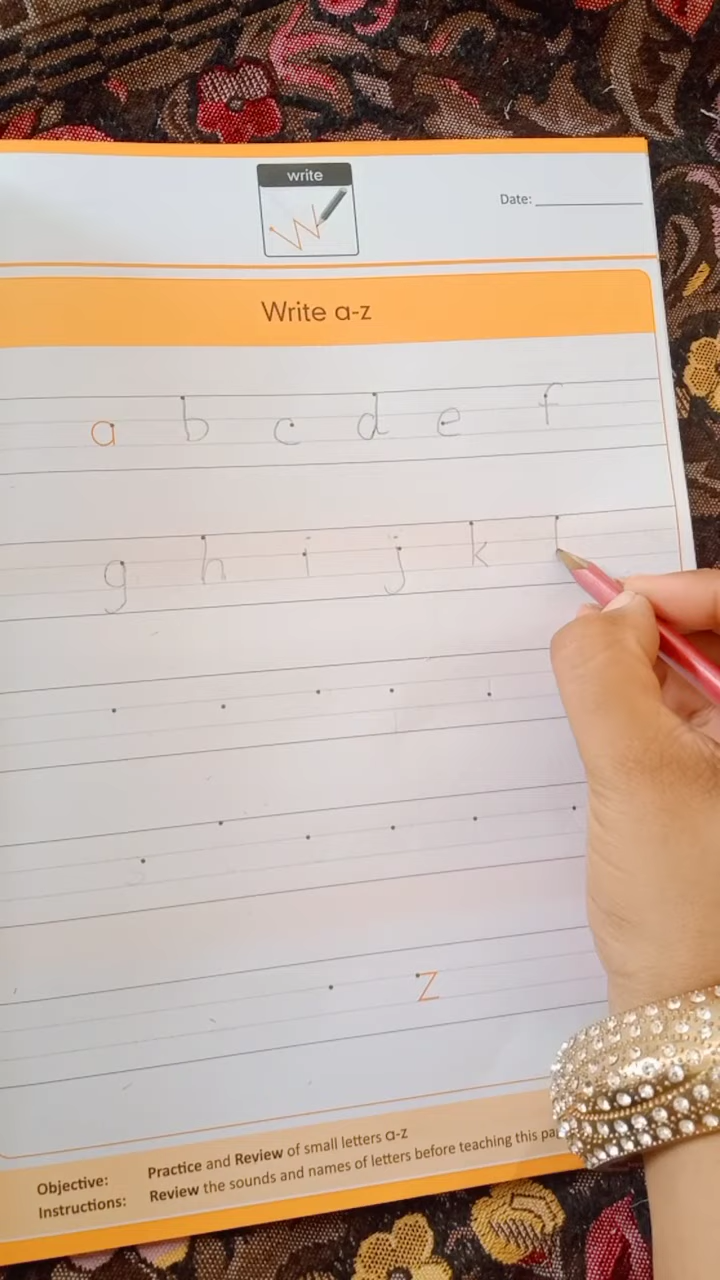 write
Date:
Write a-z
a b c d e f
g h i j k l
z
Objective: Practice and Review of small letters a-z
Instructions: Review the sounds and names of letters before teaching this